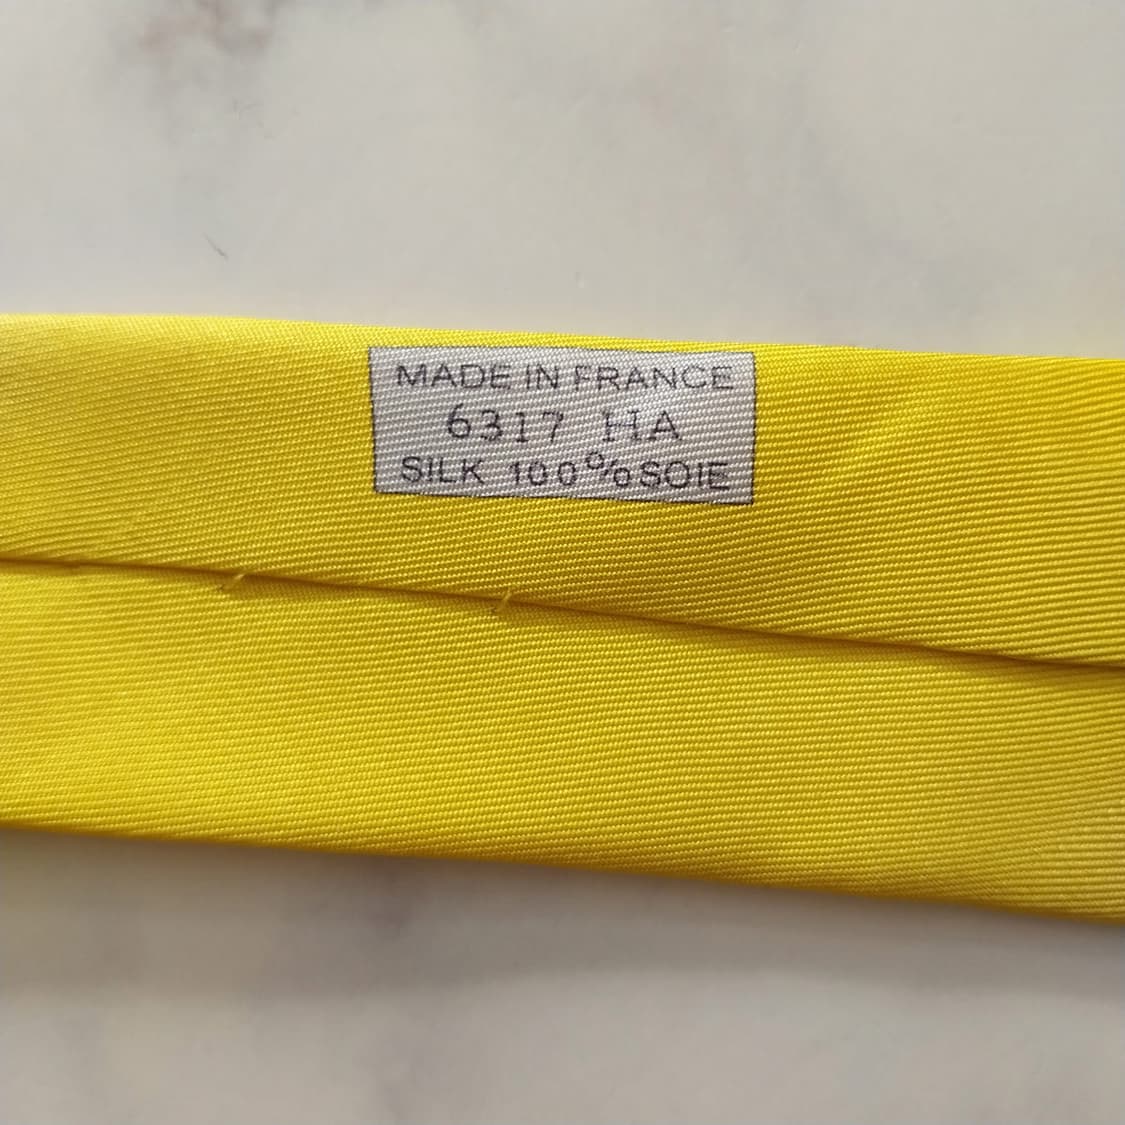 MADE IN FRANCE
6317 HA
SILK 100% SOIE